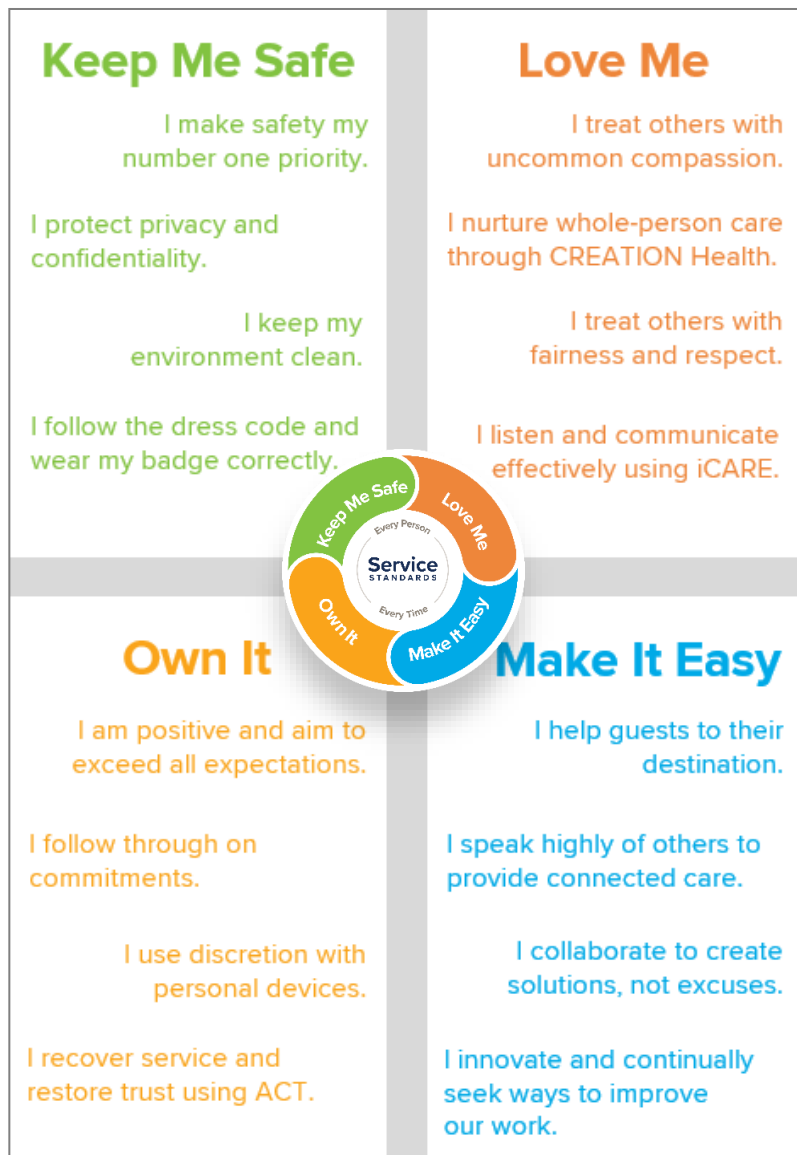 Keep Me Safe
I make safety my
number one priority.
I protect privacy and
confidentiality.
I keep my
environment clean.
I follow the dress code and
wear my badge correctly.
Love Me
I treat others with
uncommon compassion.
I nurture whole-person care
through CREATION Health.
I treat others with
fairness and respect.
I listen and communicate
effectively using iCARE.
Keep Me Safe
Love Me
Every Person
Service
STANDARDS
Every Time
Own It
Make It Easy
Own It
I am positive and aim to
exceed all expectations.
I follow through on
commitments.
I use discretion with
personal devices.
I recover service and
restore trust using ACT.
Make It Easy
I help guests to their
destination.
I speak highly of others to
provide connected care.
I collaborate to create
solutions, not excuses.
I innovate and continually
seek ways to improve
our work.